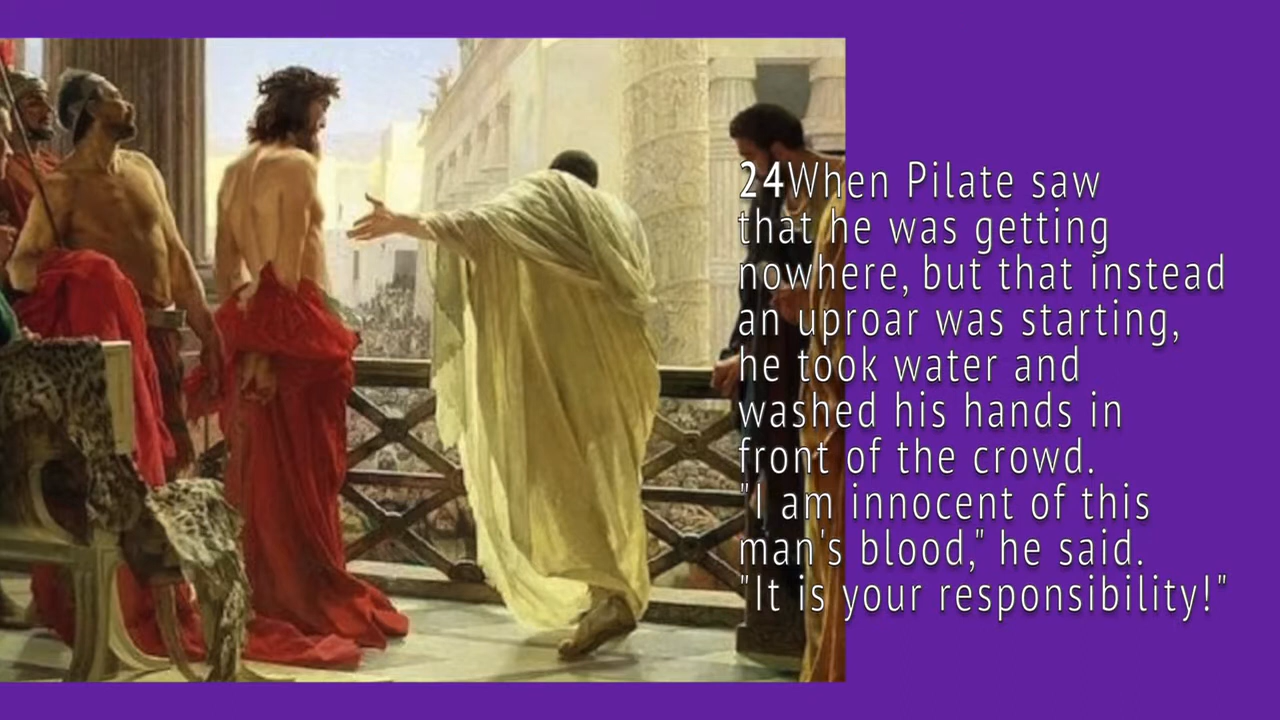 24When Pilate saw
that he was getting
nowhere, but that instead
an uproar was starting,
he took water and
washed his hands in
front of the crowd.
"I am innocent of this
man's blood," he said.
"It is your responsibility!"